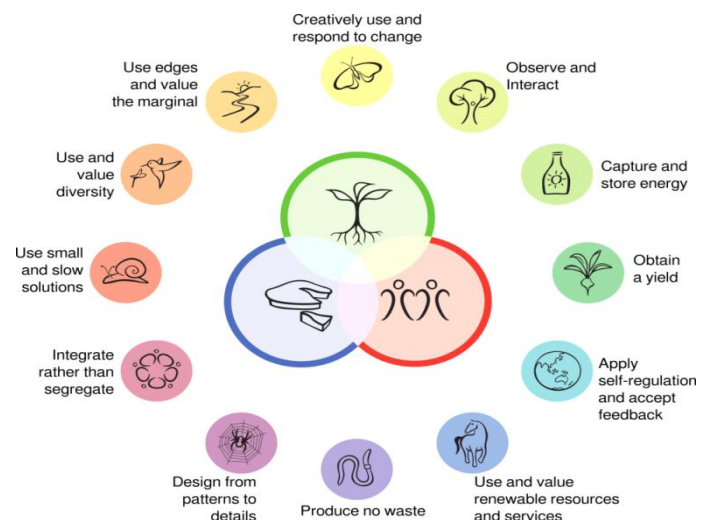 Creatively use and
respond to change
Observe and
Interact
Capture and
store energy
Obtain
a yield
Apply
self-regulation
and accept
feedback
Use and value
renewable resources
and services
Produce no waste
Design from
patterns to
details
Integrate
rather than
segregate
Use small
and slow
solutions
Use and
value
diversity
Use edges
and value
the marginal